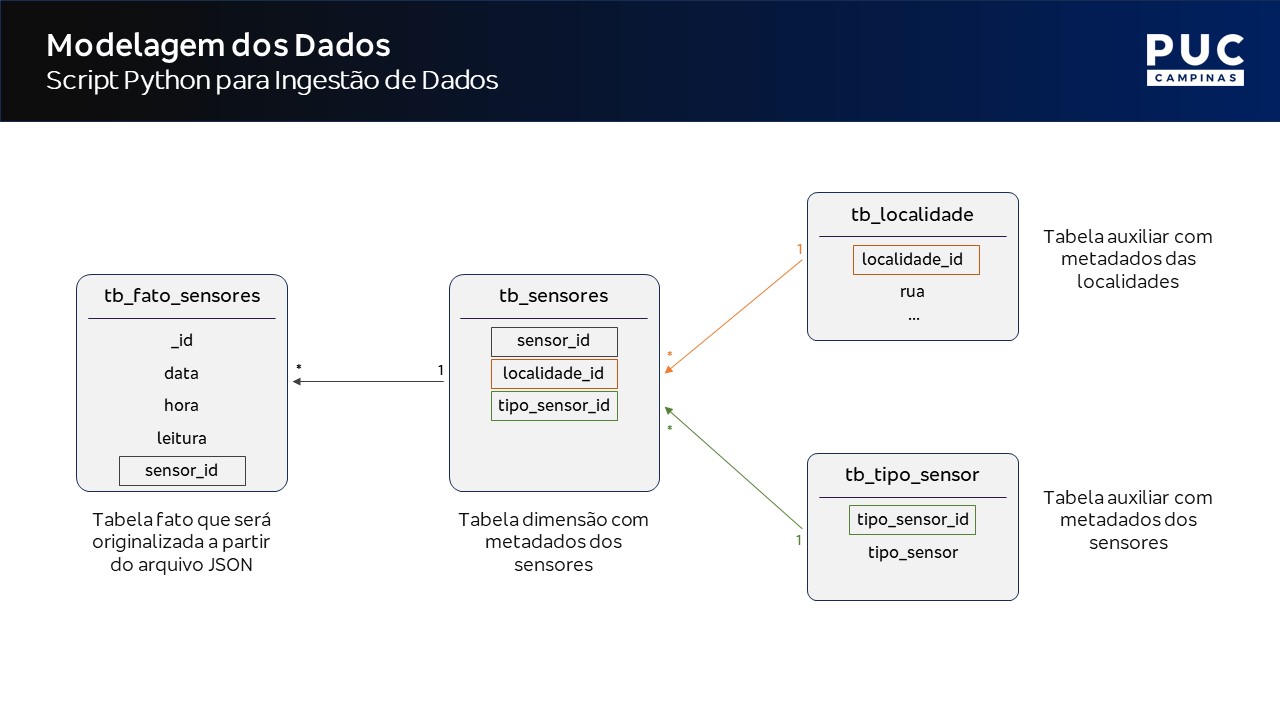 Modelagem dos Dados
Script Python para Ingestão de Dados
PUC
CAMPINAS
tb_fato_sensores
_id
data
hora
leitura
sensor_id
Tabela fato que será
originalizada a partir
do arquivo JSON
*
1
tb_sensores
sensor_id
localidade_id
tipo_sensor_id
Tabela dimensão com
metadados dos
sensores
1
*
*
1
tb_localidade
localidade_id
rua
...
Tabela auxiliar com
metadados das
localidades
tb_tipo_sensor
tipo_sensor_id
tipo_sensor
Tabela auxiliar com
metadados dos
sensores